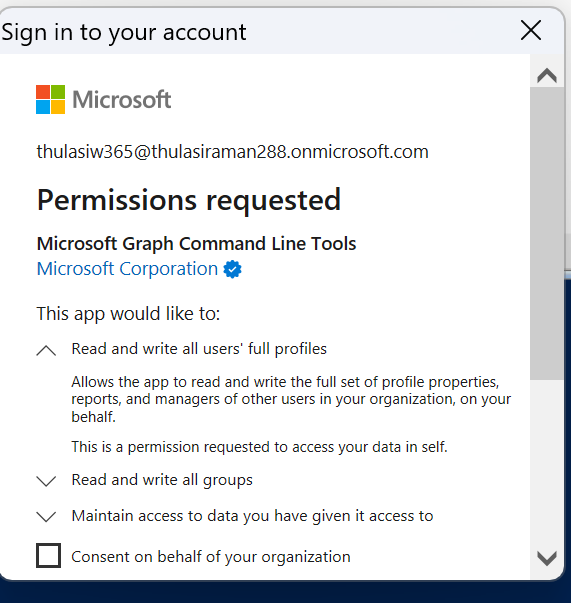 Sign in to your account
Microsoft
thulasiw365@thulasiraman288.onmicrosoft.com
Permissions requested
Microsoft Graph Command Line Tools
Microsoft Corporation
This app would like to:
Read and write all users' full profiles
Allows the app to read and write the full set of profile properties,
reports, and managers of other users in your organization, on your
behalf.
This is a permission requested to access your data in self.
Read and write all groups
Maintain access to data you have given it access to
Consent on behalf of your organization